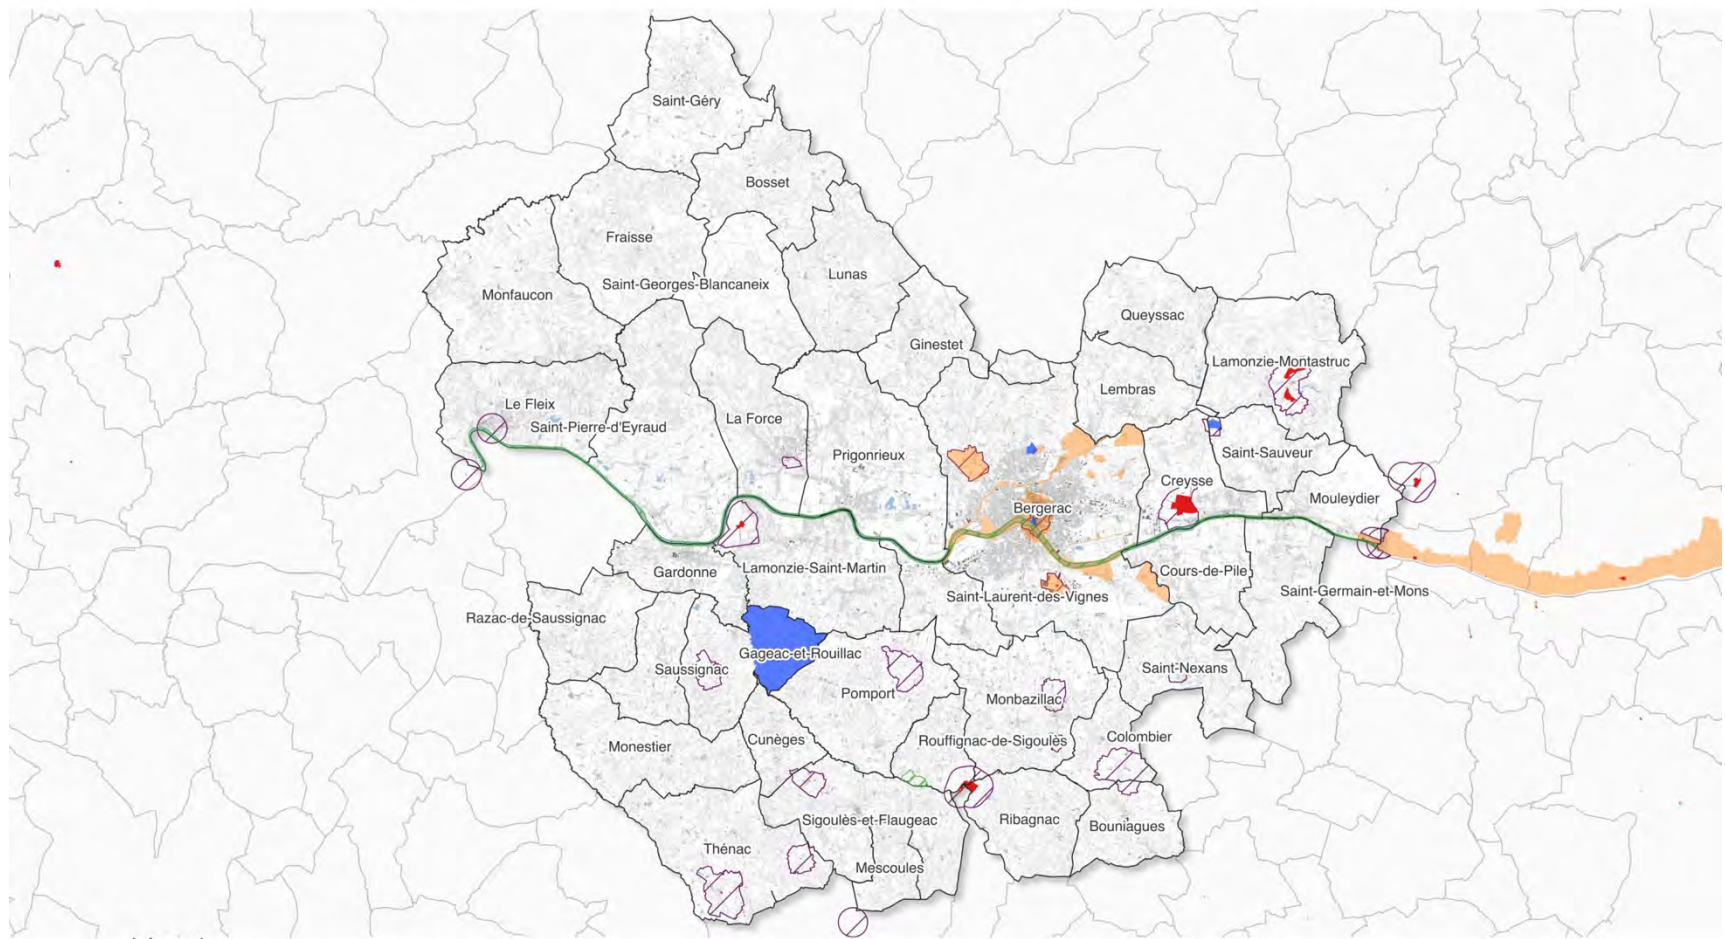 Saint-Géry
Bosset
Fraisse
Lunas
Saint-Georges-Blancaneix
Monfaucon
Queyssac
Ginestet
Lamonzie-Montastruc
Lembras
Le Fleix
La Force
Saint-Pierre-d'Eyraud
Prigonrieux
Saint-Sauveur
Creysse
Mouleydier
Bergerac
Gardonne
Lamonzie-Saint-Martin
Cours-de-Pile
Saint-Germain-et-Mons
Saint-Laurent-des-Vignes
Razac-de-Saussignac
Gageac-et-Rouillac
Saussignac
Saint-Nexans
Pomport
Monbazillac
Colombier
Cunèges
Rouffignac-de-Sigoulès
Monestier
Sigoulès-et-Flaugeac
Ribagnac
Bouniagues
Thénac
Mescoules